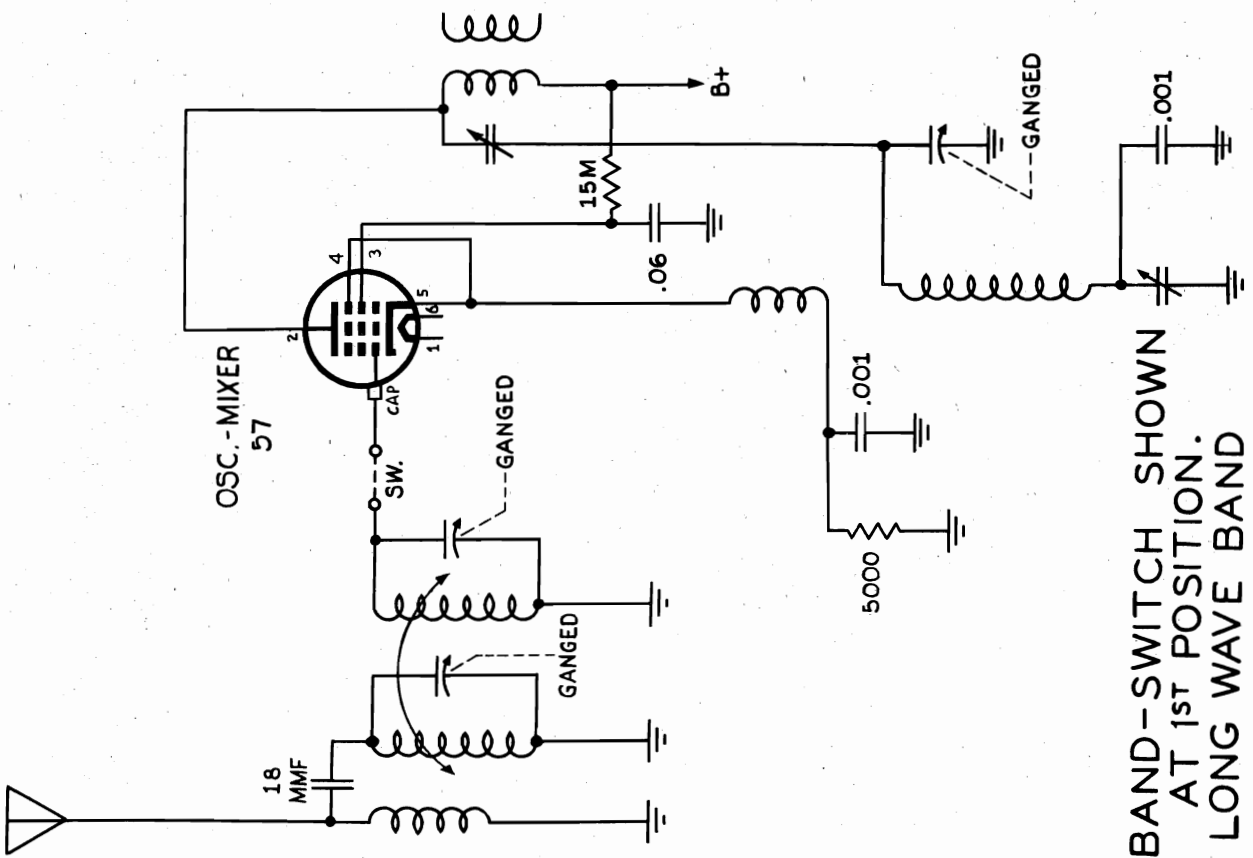 18
MMF
GANGED
GANGED
SW.
OSC.-MIXER
57
CAP
2
4
3
5
6
1
15M
B+
.06
5000
.001
GANGED
.001
BAND-SWITCH SHOWN
AT 1ST POSITION.
LONG WAVE BAND